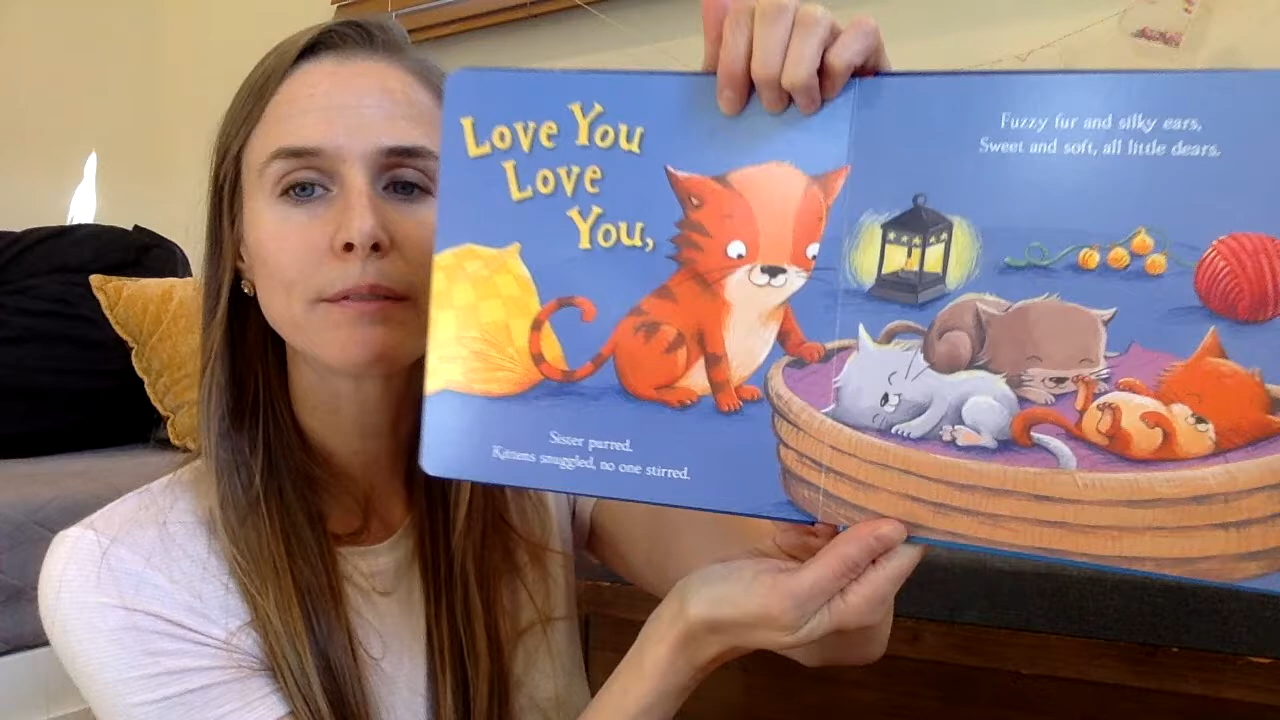 Love You
Love
You,
Sister purred.
Kittens snuggled, no one stirred.
Fuzzy fur and silky ears,
Sweet and soft, all little dears.